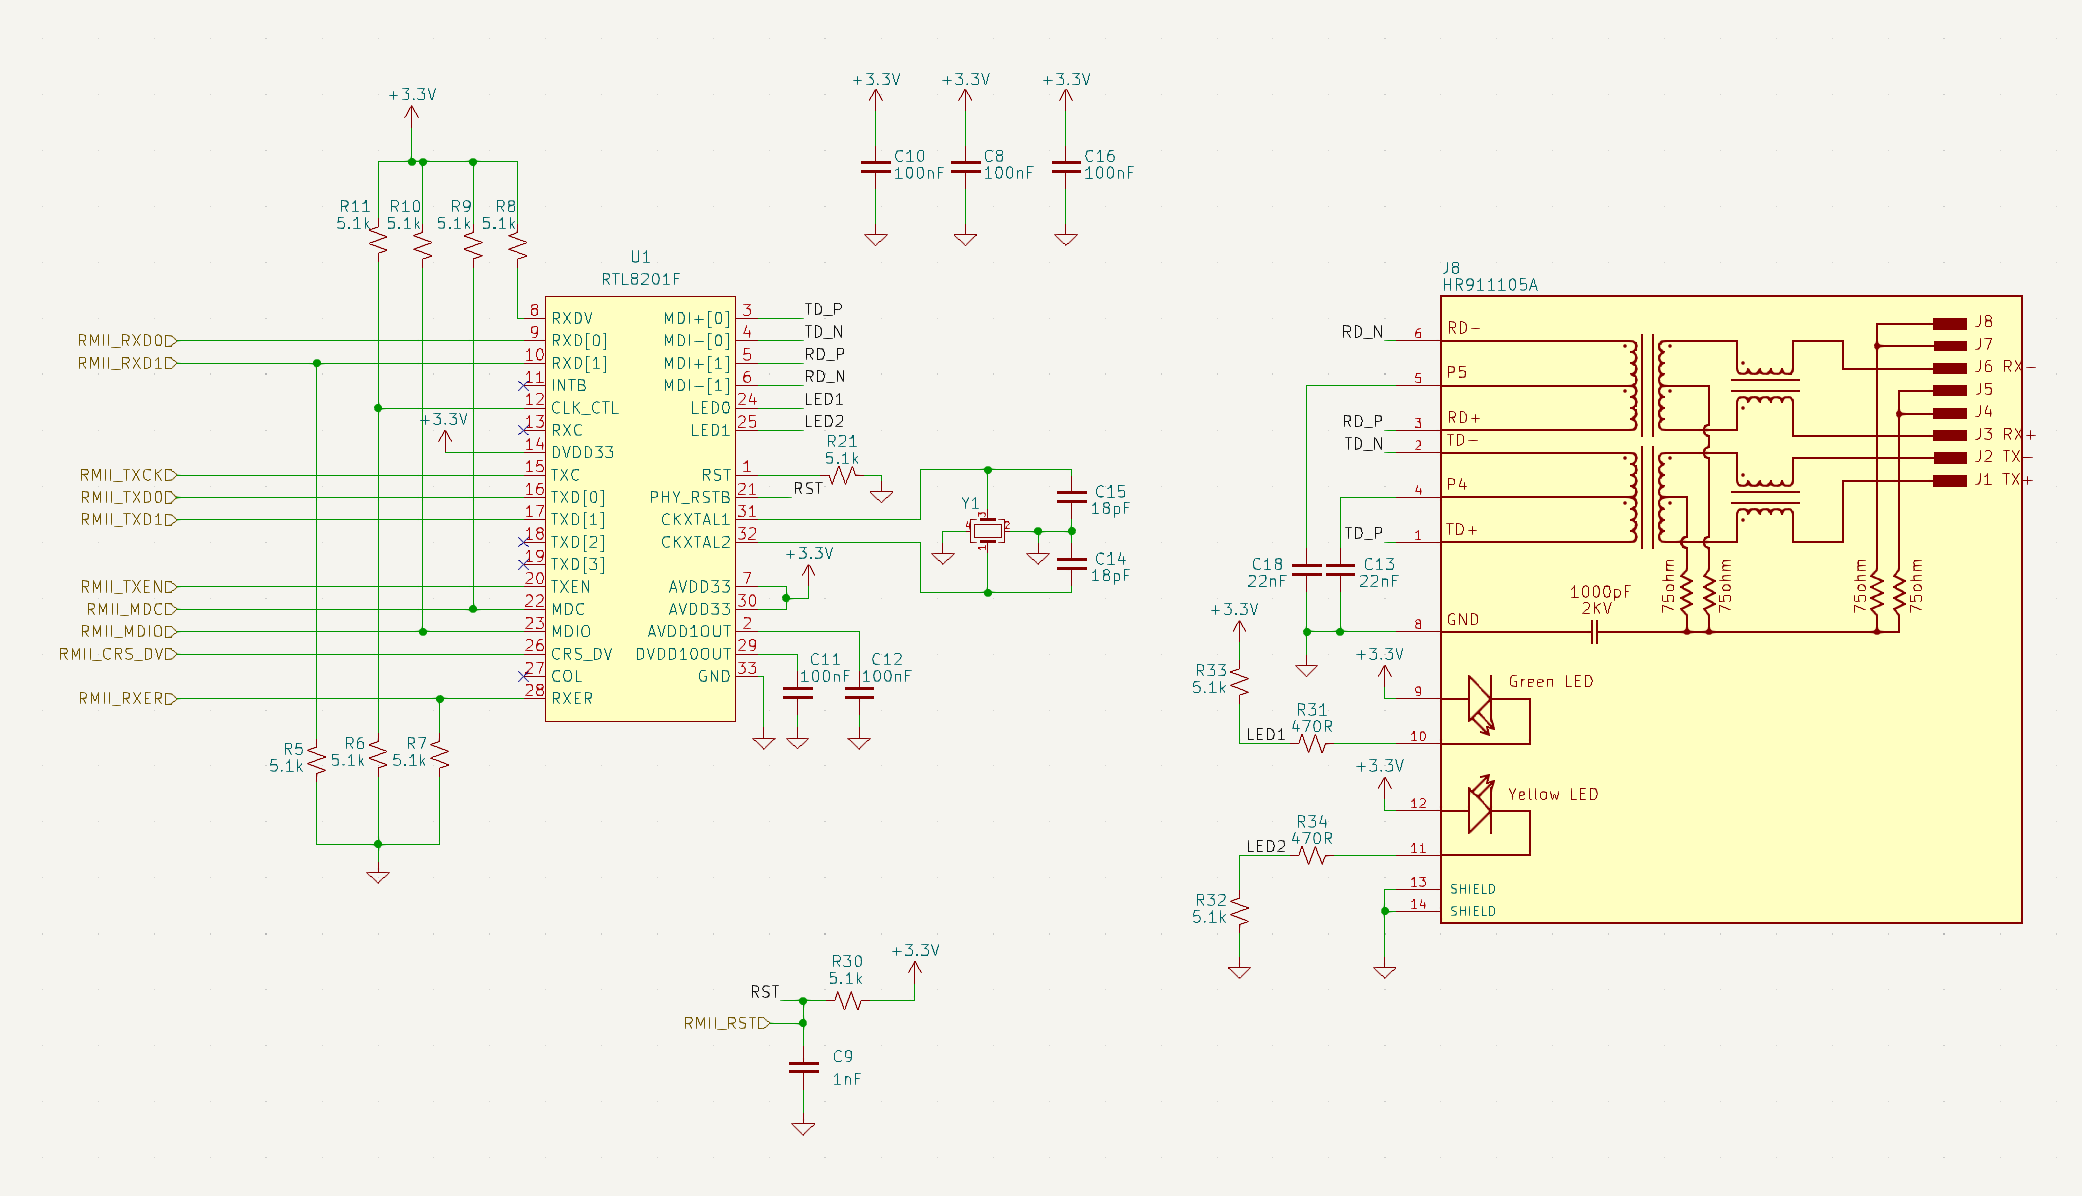 +3.3V
+3.3V
+3.3V
+3.3V
C10
100nF
C8
100nF
C16
100nF
R11
5.1k
R10
5.1k
R9
5.1k
R8
5.1k
U1
RTL8201F
RMII_RXD0
RMII_RXD1
+3.3V
RMII_TXCK
RMII_TXD0
RMII_TXD1
RMII_TXEN
RMII_MDC
RMII_MDIO
RMII_CRS_DV
RMII_RXER
8 RXDV
9 RXD[0]
10 RXD[1]
11 INTB
12 CLK_CTL
13 RXC
14 DVDD33
15 TXC
16 TXD[0]
17 TXD[1]
18 TXD[2]
19 TXD[3]
20 TXEN
22 MDC
23 MDIO
26 CRS_DV
27 COL
28 RXER
MDI+[0] 3 TD_P
MDI-[0] 4 TD_N
MDI+[1] 5 RD_P
MDI-[1] 6 RD_N
LED0 24 LED1
LED1 25 LED2
RST 1
PHY_RSTB 21 RST
CKXTAL1 31
CKXTAL2 32
AVDD33 7
AVDD33 30
AVDD1OUT 2
DVDD10OUT 29
GND 33
R21
5.1k
Y1
3
4
2
1
C15
18pF
C14
18pF
+3.3V
C11
100nF
C12
100nF
R5
5.1k
R6
5.1k
R7
5.1k
RST
R30
5.1k
+3.3V
RMII_RST
C9
1nF
J8
HR911105A
RD_N 6 RD-
5 P5
RD_P 3 RD+
TD_N 2 TD-
4 P4
TD_P 1 TD+
8 GND
C18
22nF
C13
22nF
+3.3V
R33
5.1k
+3.3V
9
Green LED
LED1
R31
470R
10
+3.3V
12
Yellow LED
LED2
R34
470R
11
R32
5.1k
13 SHIELD
14 SHIELD
1000pF
2KV
75ohm
75ohm
75ohm
75ohm
J8
J7
J6 RX-
J5
J4
J3 RX+
J2 TX-
J1 TX+